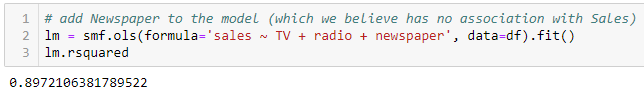 1 # add Newspaper to the model (which we believe has no association with Sales)
2 lm = smf.ols(formula='sales ~ TV + radio + newspaper', data=df).fit()
3 lm.rsquared
0.8972106381789522